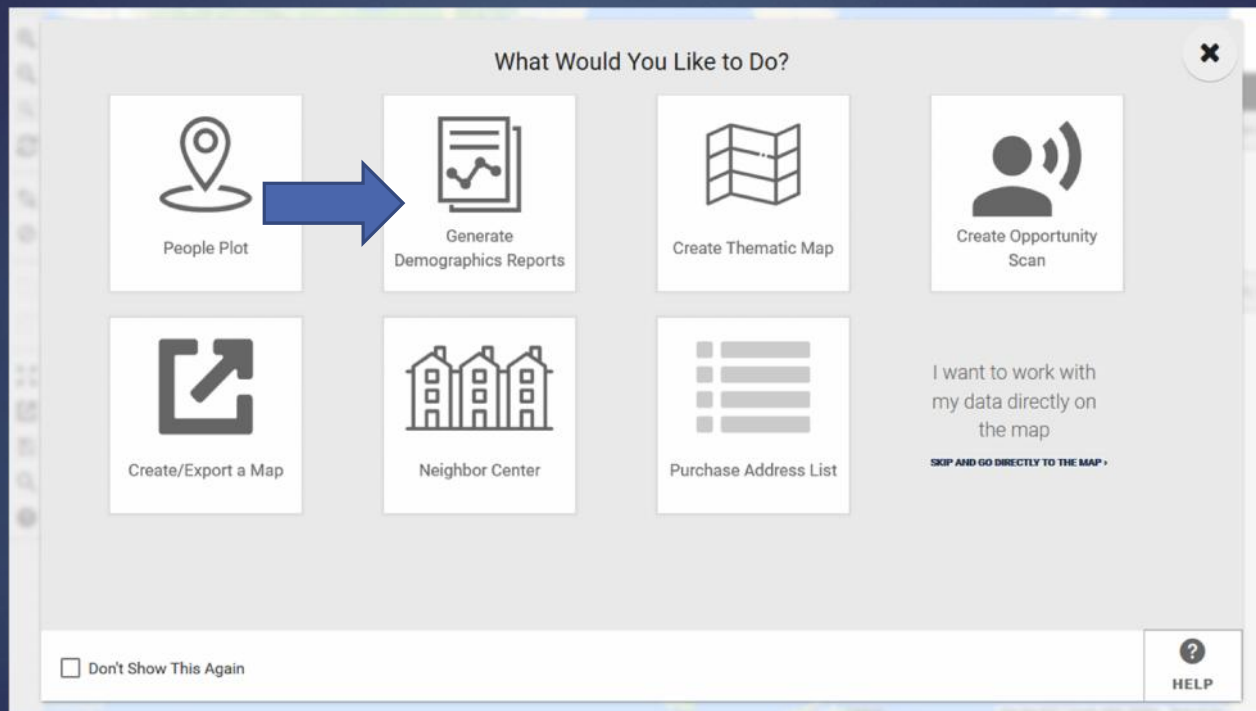 What Would You Like to Do?
People Plot
Generate
Demographics Reports
Create Thematic Map
Create Opportunity
Scan
Create/Export a Map
Neighbor Center
Purchase Address List
I want to work with
my data directly on
the map
SKIP AND GO DIRECTLY TO THE MAP ›
Don't Show This Again
HELP